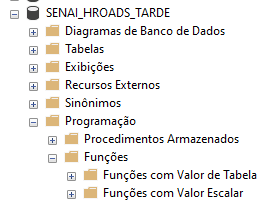 SENAI_HROADS_TARDE
Diagramas de Banco de Dados
Tabelas
Exibições
Recursos Externos
Sinônimos
Programação
Procedimentos Armazenados
Funções
Funções com Valor de Tabela
Funções com Valor Escalar